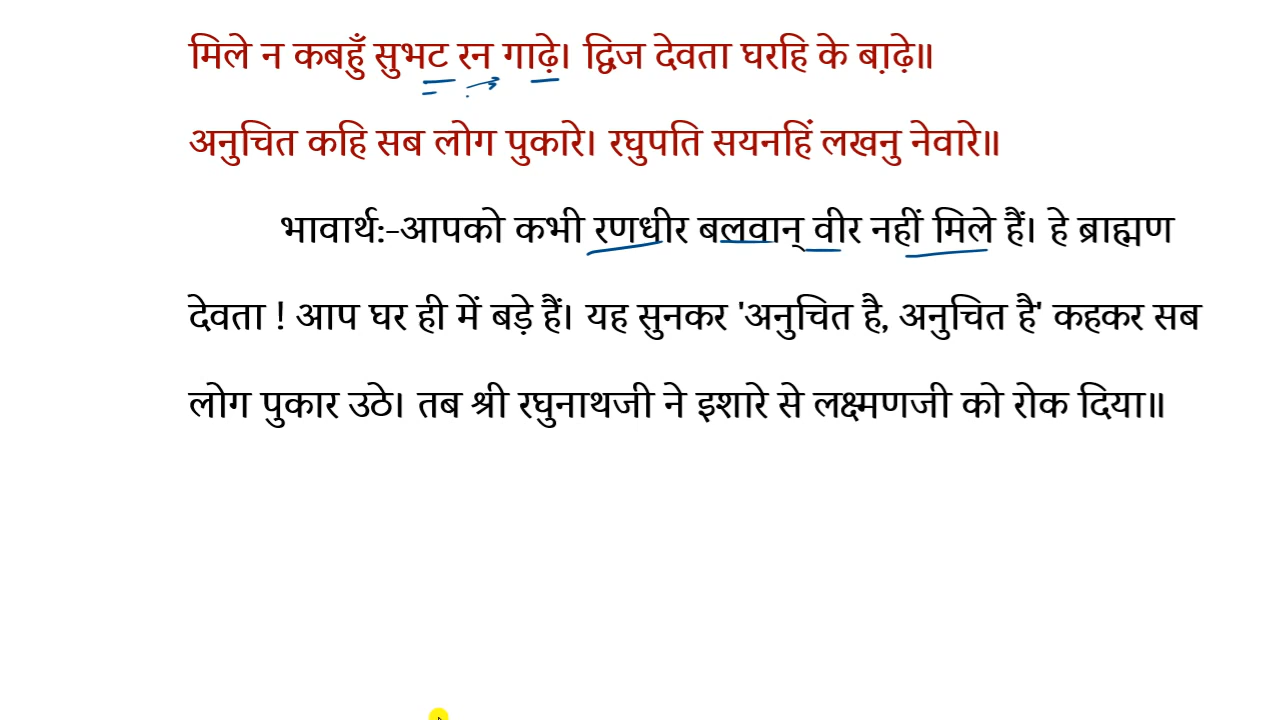 मिले न कबहुँ सुभट रन गाढ़े। द्विज देवता घरहि के बा़ढ़े॥
अनुचित कहि सब लोग पुकारे। रघुपति सयनहिं लखनु नेवारे॥
भावार्थ:-आपको कभी रणधीर बलवान् वीर नहीं मिले हैं। हे ब्राह्मण
देवता ! आप घर ही में बड़े हैं। यह सुनकर 'अनुचित है, अनुचित है' कहकर सब
लोग पुकार उठे। तब श्री रघुनाथजी ने इशारे से लक्ष्मणजी को रोक दिया॥